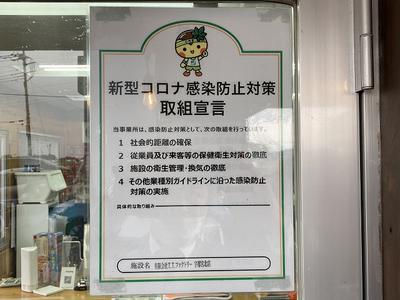 新型コロナ感染防止対策
取組宣言
当事業所は、感染防止対策として、次の取組を行っています。
1 社会的距離の確保
2 従業員及び来客等の保健衛生対策の徹底
3 施設の衛生管理・換気の徹底
4 その他業種別ガイドラインに沿った感染防止
対策の実施
具体的な取り組み
施設名